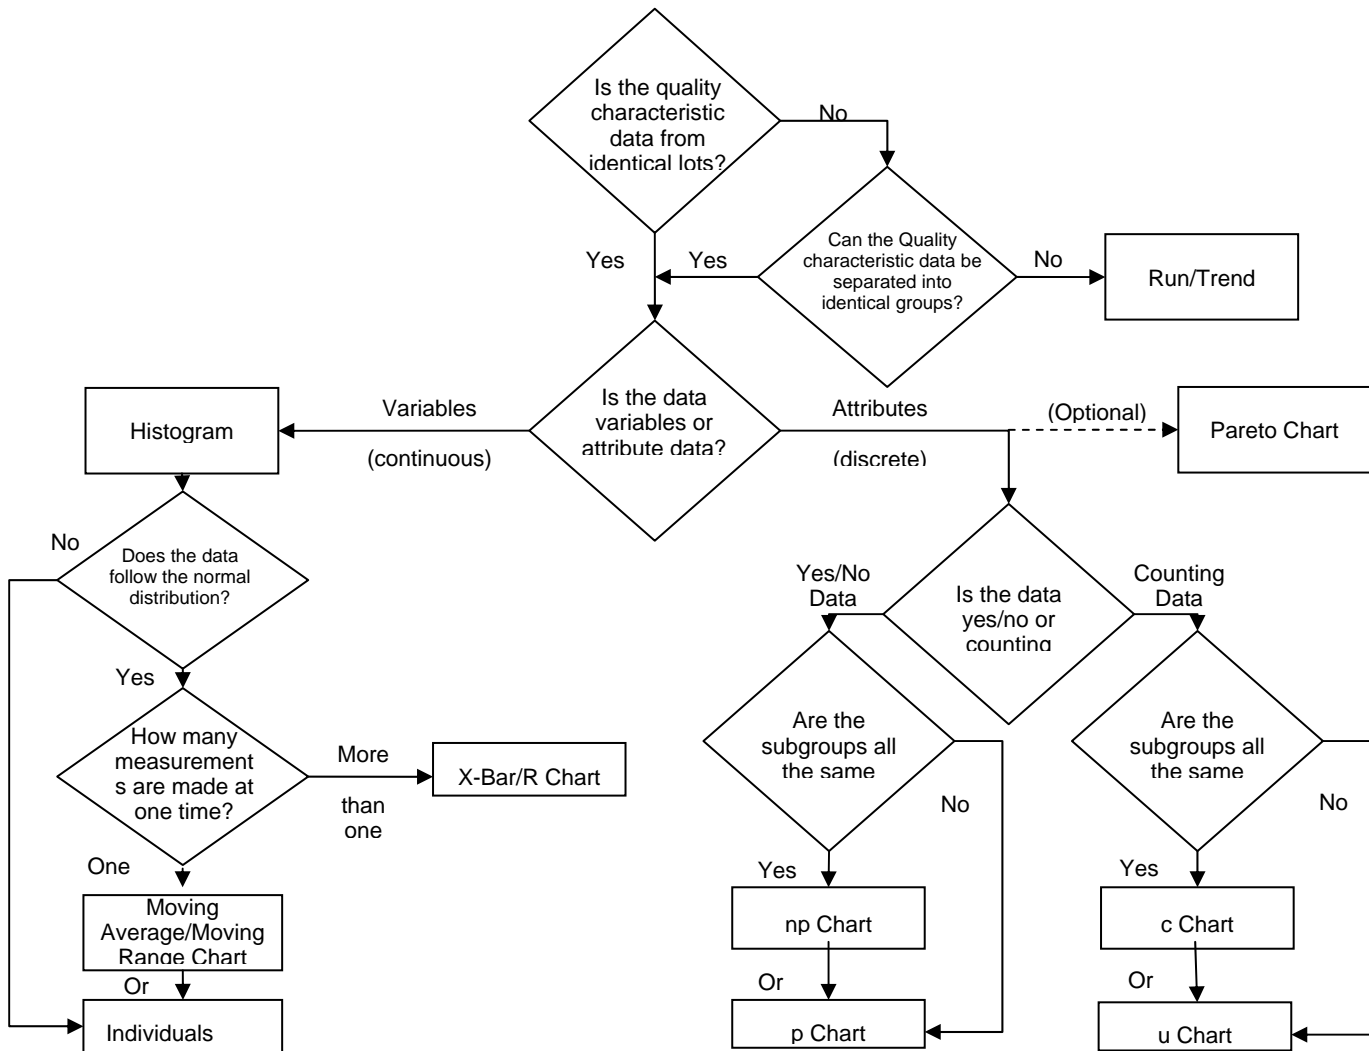 Is the quality
characteristic
data from
identical lots?
No
Yes
Can the Quality
characteristic data be
separated into
identical groups?
Yes
No
Run/Trend
Is the data
variables or
attribute data?
Variables
(continuous)
Histogram
Attributes
(discrete)
(Optional)
Pareto Chart
No
Does the data
follow the normal
distribution?
Yes
How many
measurement
s are made at
one time?
More
than
one
X-Bar/R Chart
One
Moving
Average/Moving
Range Chart
Or
Individuals
Yes/No
Data
Is the data
yes/no or
counting
Counting
Data
Are the
subgroups all
the same
No
Yes
np Chart
Or
p Chart
Are the
subgroups all
the same
No
Yes
c Chart
Or
u Chart